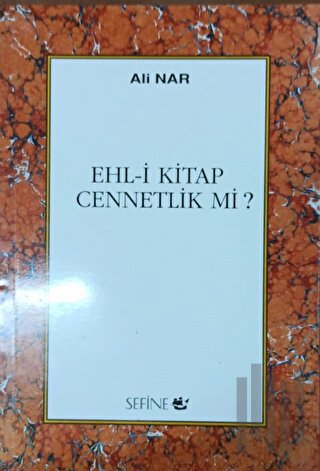 Ali NAR
EHL-İ KİTAP
CENNETLİK Mİ ?
SEFİNE